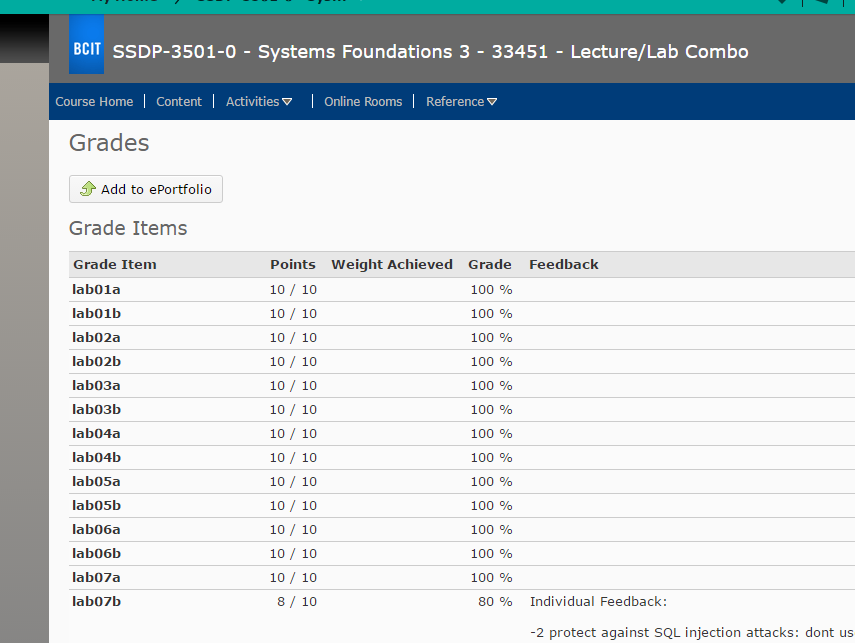 BCIT SSDP-3501-0 - Systems Foundations 3 - 33451 - Lecture/Lab Combo
Course Home Content Activities Online Rooms Reference
Grades
Add to ePortfolio
Grade Items
Grade Item Points Weight Achieved Grade Feedback
lab01a 10 / 10 100 %
lab01b 10 / 10 100 %
lab02a 10 / 10 100 %
lab02b 10 / 10 100 %
lab03a 10 / 10 100 %
lab03b 10 / 10 100 %
lab04a 10 / 10 100 %
lab04b 10 / 10 100 %
lab05a 10 / 10 100 %
lab05b 10 / 10 100 %
lab06a 10 / 10 100 %
lab06b 10 / 10 100 %
lab07a 10 / 10 100 %
lab07b 8 / 10 80 % Individual Feedback:
-2 protect against SQL injection attacks: dont us